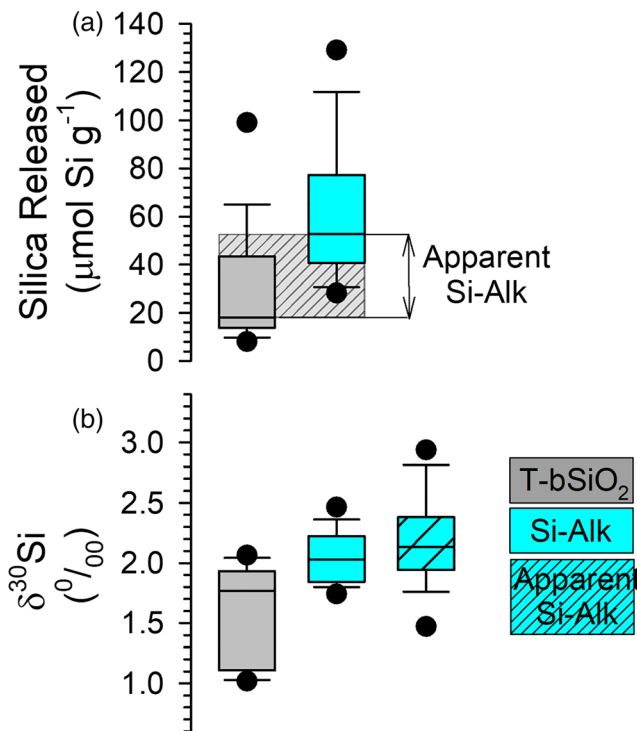 (a)
Silica Released
(μmol Si g⁻¹)
140
120
100
80
60
40
20
0
Apparent
Si-Alk
(b)
δ³⁰Si
(⁰/₀₀)
3.0
2.5
2.0
1.5
1.0
T-bSiO₂
Si-Alk
Apparent
Si-Alk